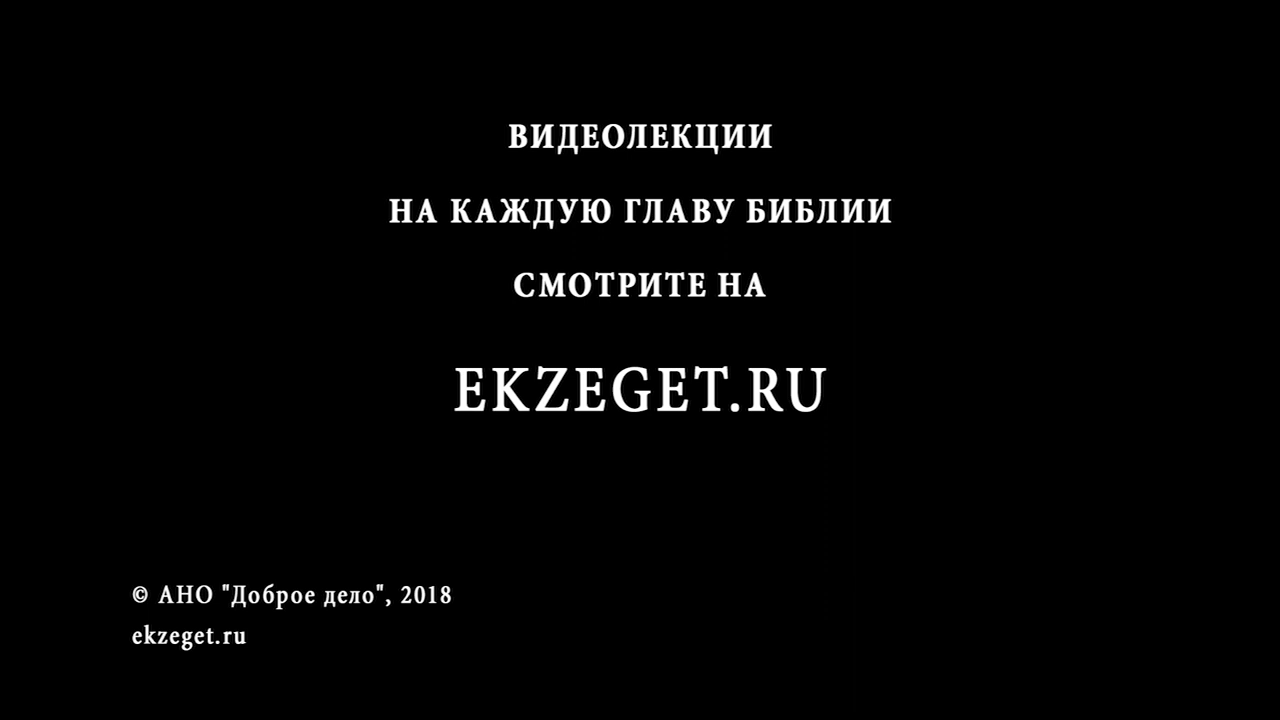 ВИДЕОЛЕКЦИИ
НА КАЖДУЮ ГЛАВУ БИБЛИИ
СМОТРИТЕ НА
EKZEGET.RU
© АНО "Доброе дело", 2018
ekzeget.ru